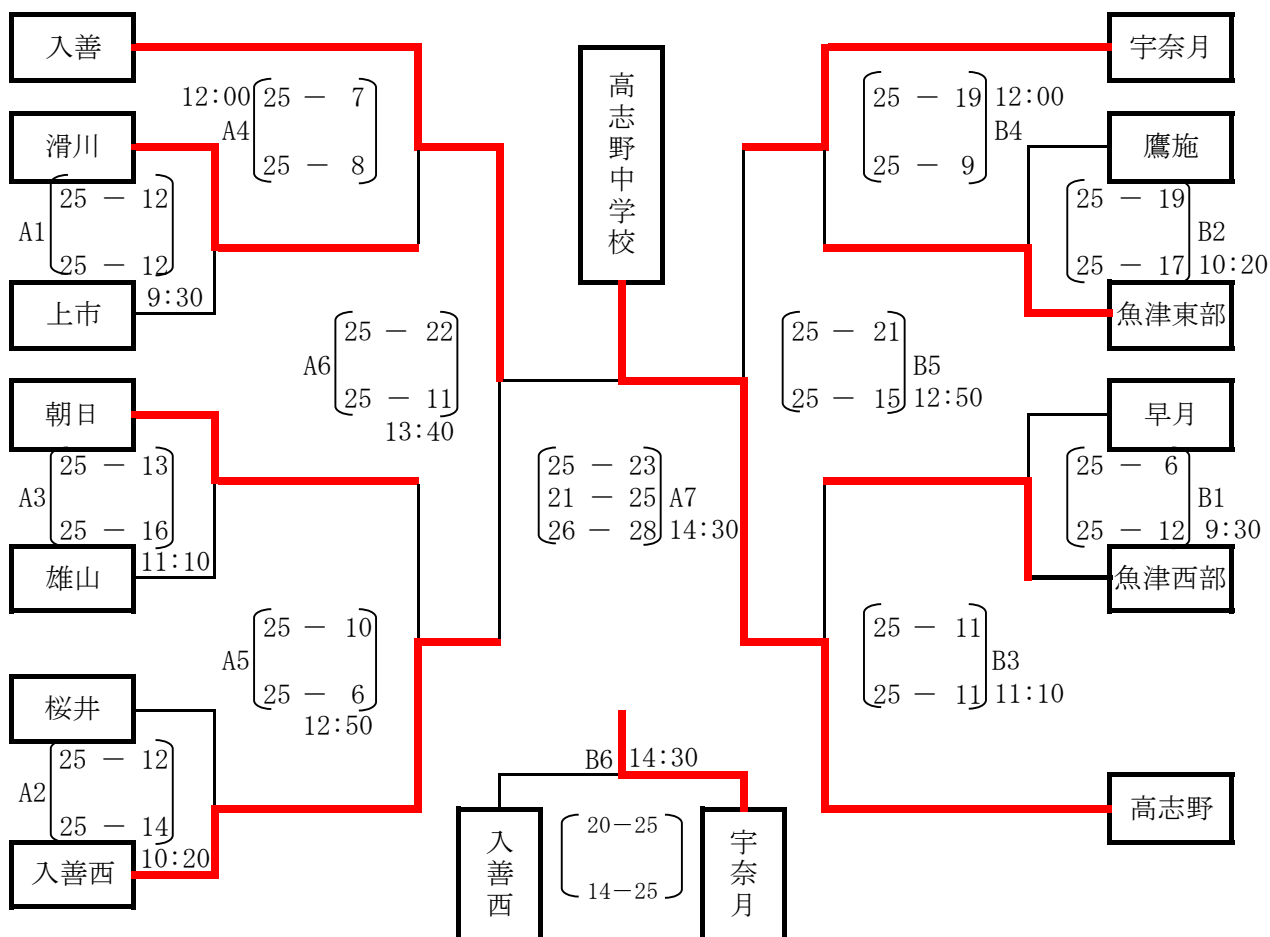 入善
12:00
25 － 7
A4
25 － 8
滑川
25 － 12
A1
25 － 12
9:30
上市
25 － 22
A6
25 － 11
13:40
朝日
25 － 13
A3
25 － 16
11:10
雄山
25 － 10
A5
25 － 6
12:50
桜井
25 － 12
A2
25 － 14
10:20
入善西
高志野中学校
25 － 23
21 － 25 A7
26 － 28 14:30
B6 14:30
入善西
20－25
14－25
宇奈月
宇奈月
25 － 19 12:00
B4
25 － 9
鷹施
25 － 19
B2
25 － 17 10:20
魚津東部
25 － 21
B5
25 － 15 12:50
早月
25 － 6
B1
25 － 12 9:30
魚津西部
25 － 11
B3
25 － 11 11:10
高志野